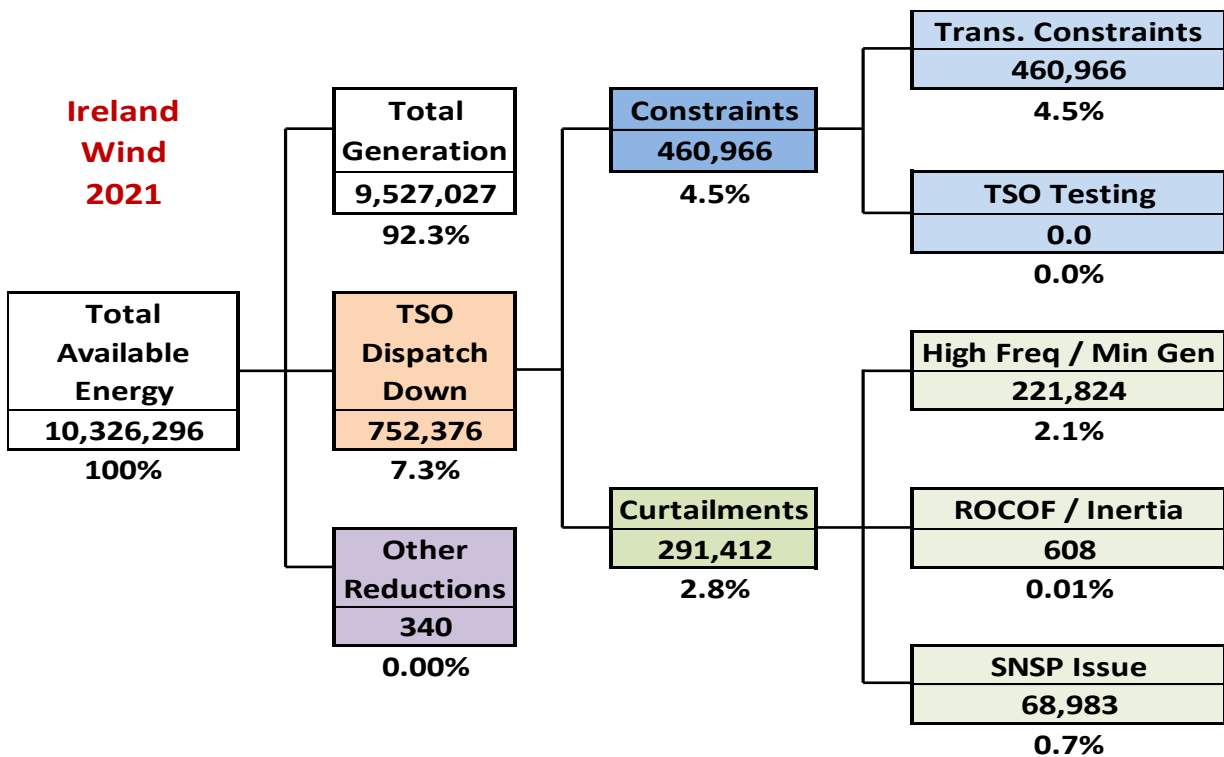 Ireland
Wind
2021
Total
Available
Energy
10,326,296
100%
Total
Generation
9,527,027
92.3%
TSO
Dispatch
Down
752,376
7.3%
Other
Reductions
340
0.00%
Constraints
460,966
4.5%
Curtailments
291,412
2.8%
Trans. Constraints
460,966
4.5%
TSO Testing
0.0
0.0%
High Freq / Min Gen
221,824
2.1%
ROCOF / Inertia
608
0.01%
SNSP Issue
68,983
0.7%